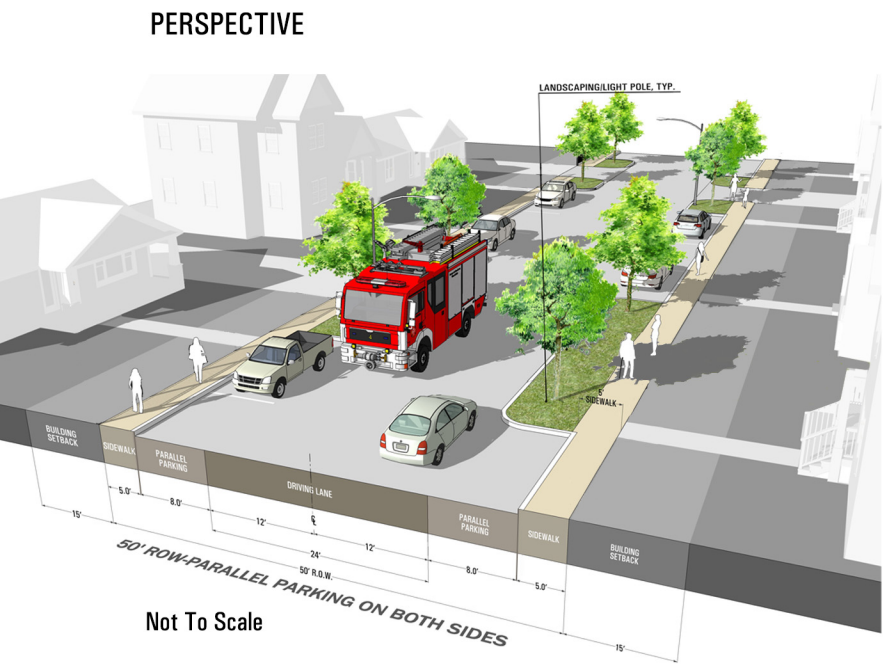 PERSPECTIVE
LANDSCAPING/LIGHT POLE, TYP.
5'
SIDEWALK
BUILDING
SETBACK
SIDEWALK
PARALLEL
PARKING
DRIVING LANE
PARALLEL
PARKING
SIDEWALK
BUILDING
SETBACK
15'
5.0'
8.0'
12'
℄
12'
24'
50' R.O.W.
8.0'
5.0'
15'
50' ROW-PARALLEL PARKING ON BOTH SIDES
Not To Scale